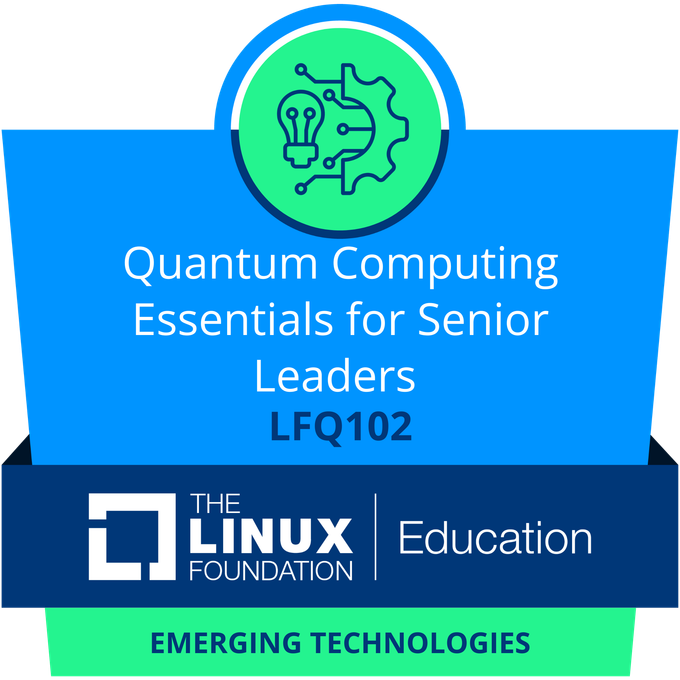 Quantum Computing
Essentials for Senior
Leaders
LFQ102
THE
LINUX
FOUNDATION
Education
EMERGING TECHNOLOGIES